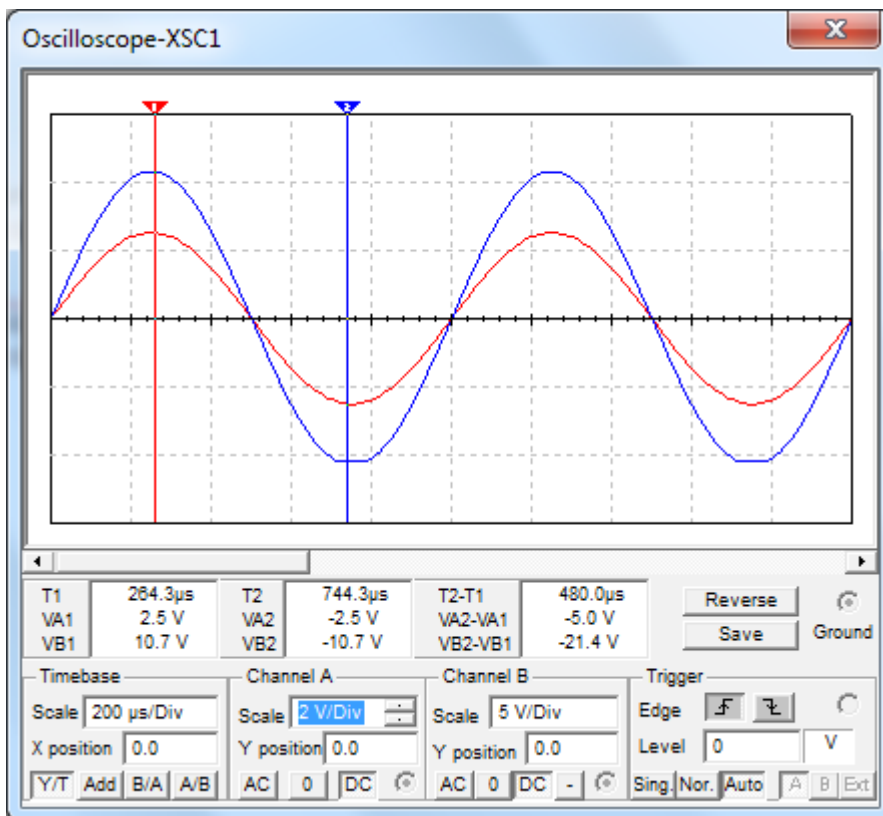 Oscilloscope-XSC1
1 2
T1 264.3µs T2 744.3µs T2-T1 480.0µs Reverse
VA1 2.5 V VA2 -2.5 V VA2-VA1 -5.0 V
VB1 10.7 V VB2 -10.7 V VB2-VB1 -21.4 V Save Ground
Timebase Channel A Channel B Trigger
Scale 200 µs/Div Scale 2 V/Div Scale 5 V/Div Edge
X position 0.0 Y position 0.0 Y position 0.0 Level 0 V
Y/T Add B/A A/B AC 0 DC AC 0 DC - Sing. Nor. Auto A B Ext